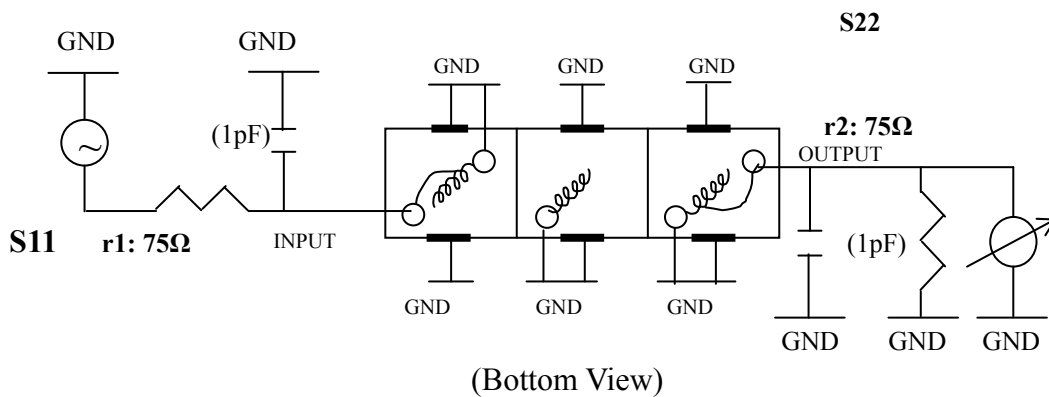 S22
GND
GND
GND
GND
GND
(1pF)
r2: 75Ω
OUTPUT
S11
r1: 75Ω
INPUT
(1pF)
GND
GND
GND
GND
GND
GND
(Bottom View)